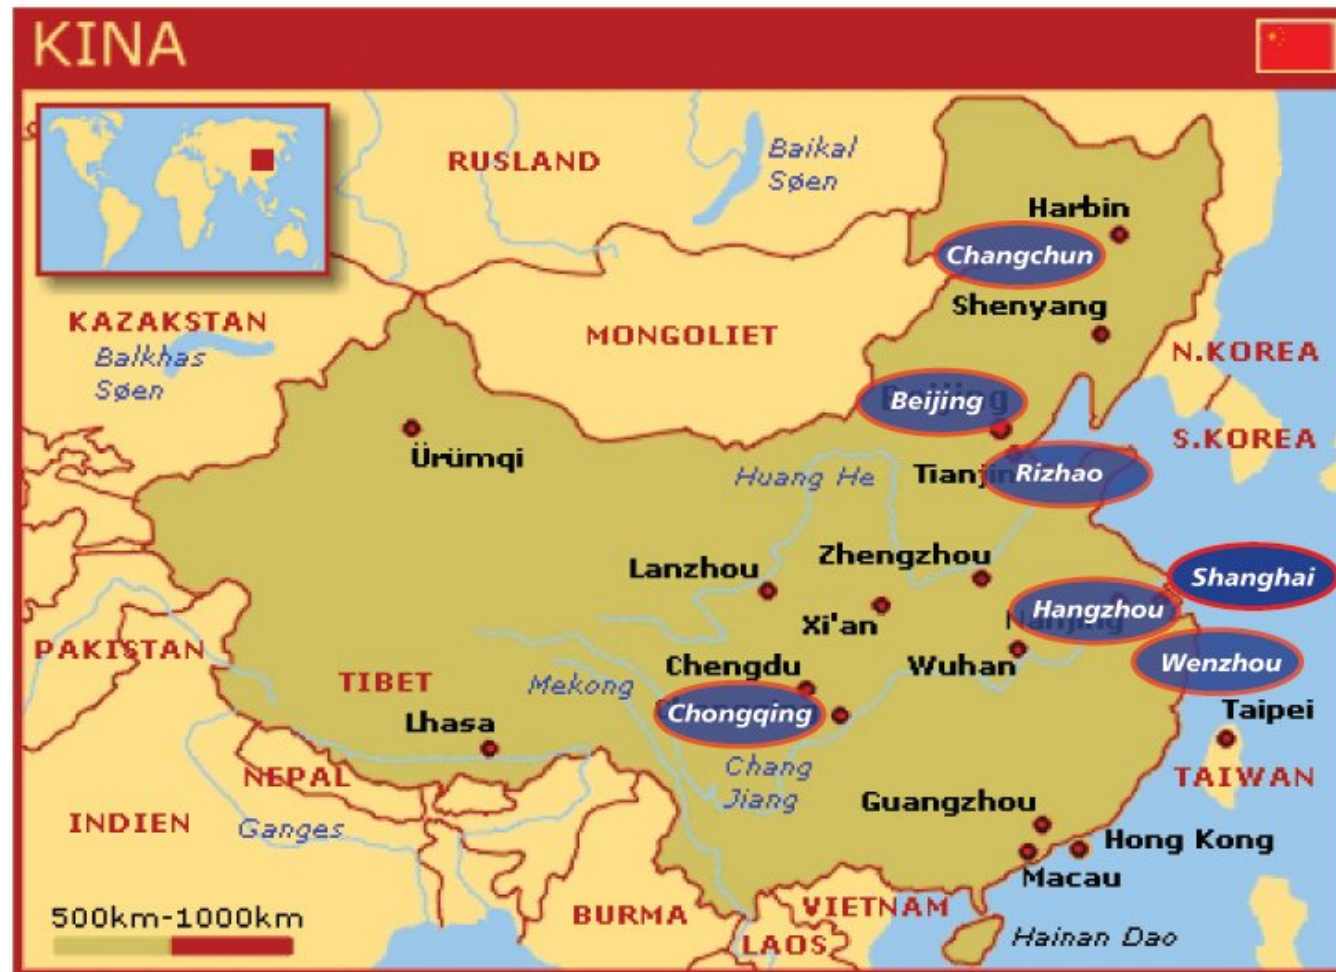 KINA
RUSLAND
Baikal
Søen
Harbin
Changchun
KAZAKSTAN
Balkhas
Søen
MONGOLIET
Shenyang
N.KOREA
Beijing
S.KOREA
Ürümqi
Huang He
Tianjin
Rizhao
Lanzhou
Zhengzhou
Shanghai
Xi'an
Hangzhou
Nanjing
PAKISTAN
TIBET
Mekong
Chengdu
Wuhan
Wenzhou
Lhasa
Chongqing
Taipei
NEPAL
Chang
Jiang
TAIWAN
INDIEN
Ganges
Guangzhou
Hong Kong
Macau
500km-1000km
BURMA
VIETNAM
LAOS
Hainan Dao